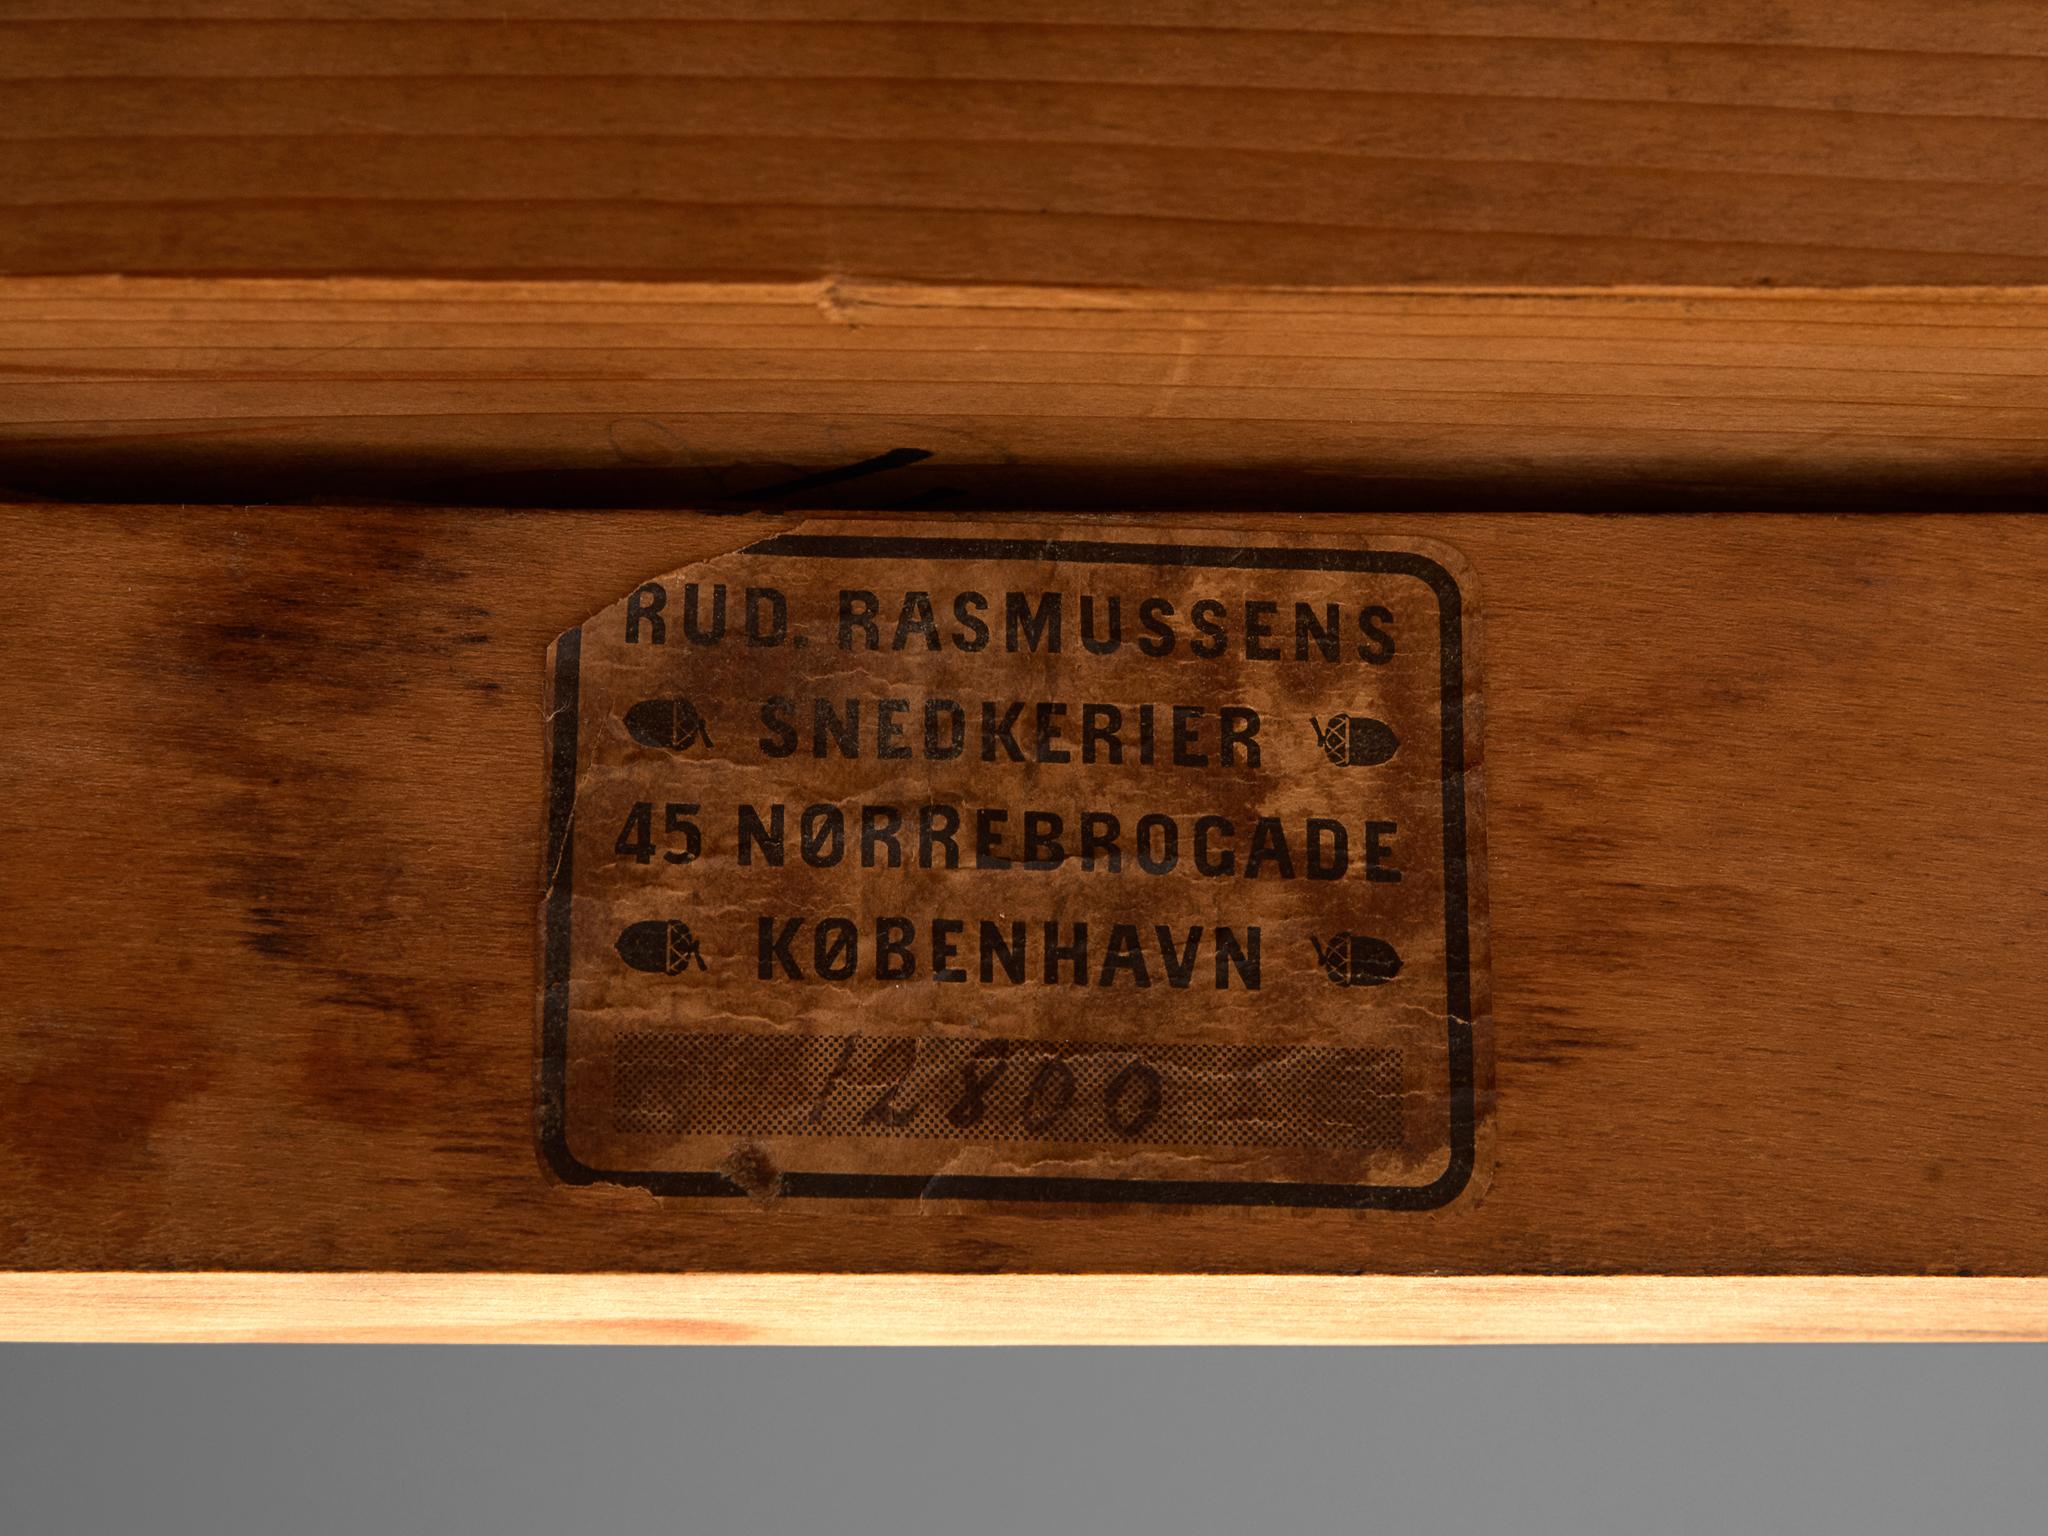 RUD. RASMUSSENS
SNEDKERIER
45 NØRREBROGADE
KØBENHAVN
12800